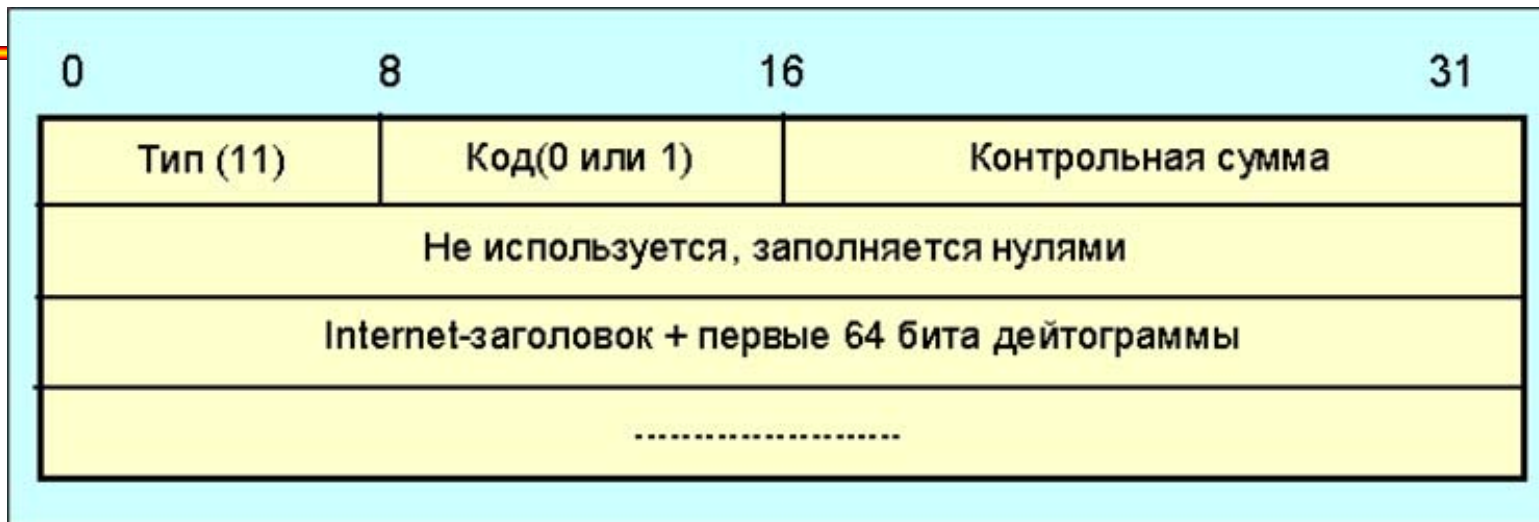 0 8 16 31
Тип (11) Код(0 или 1) Контрольная сумма
Не используется, заполняется нулями
Internet-заголовок + первые 64 бита дейтограммы
-----------------------